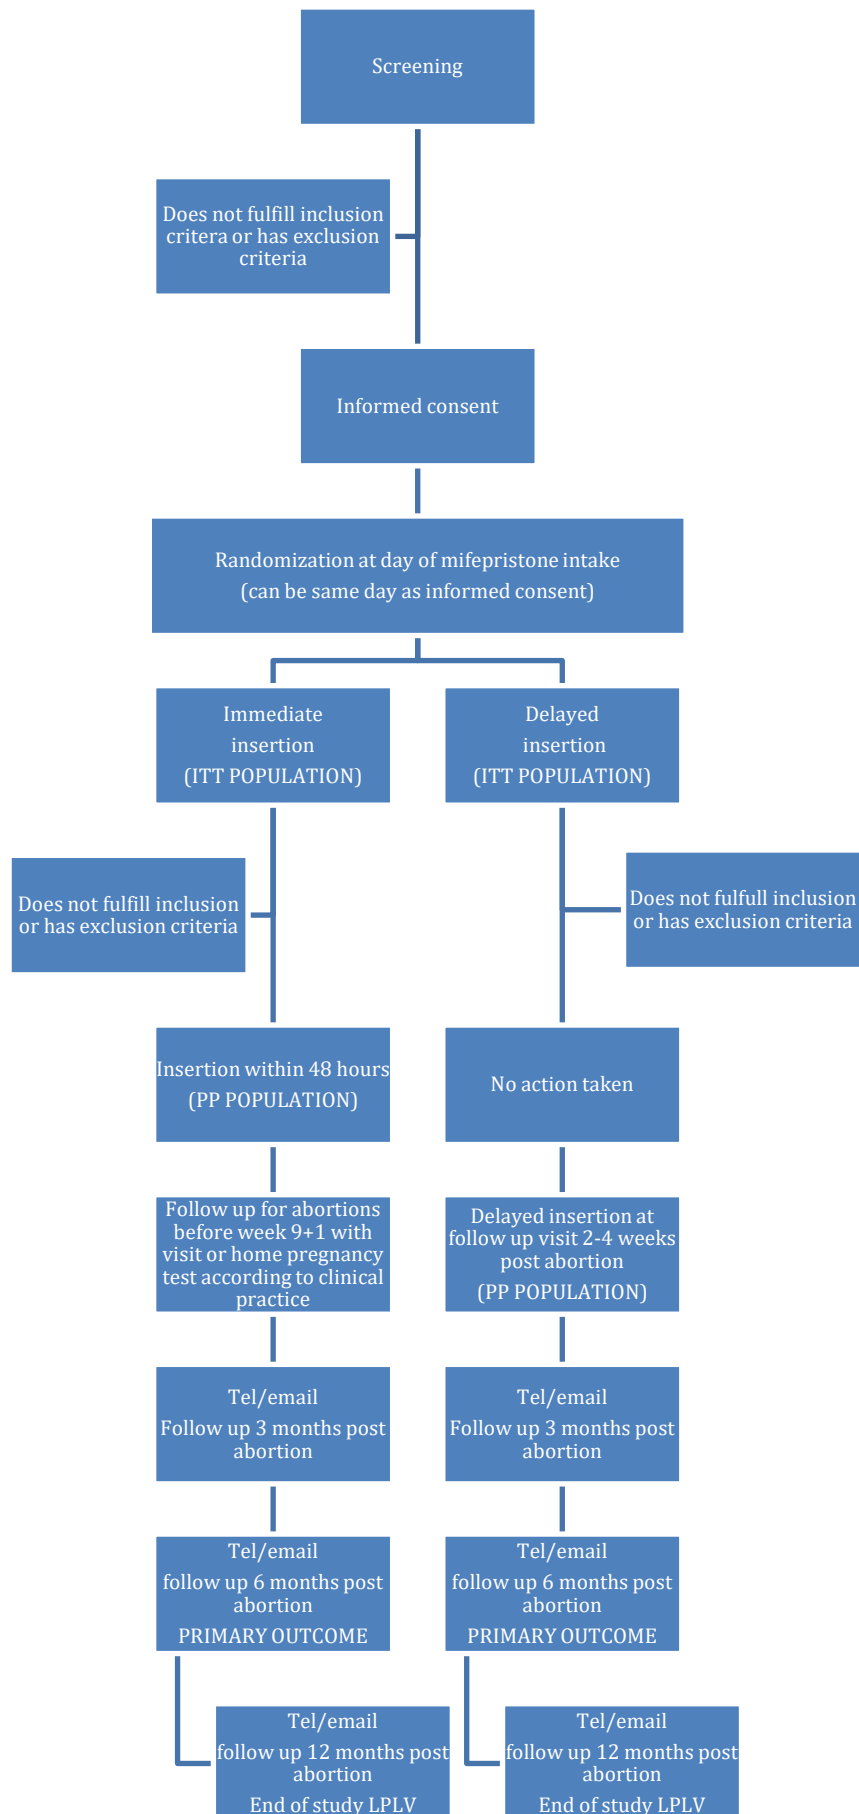 Screening
Does not fulfill inclusion
critera or has exclusion
criteria
Informed consent
Randomization at day of mifepristone intake
(can be same day as informed consent)
Immediate
insertion
(ITT POPULATION)
Delayed
insertion
(ITT POPULATION)
Does not fulfill inclusion
or has exclusion criteria
Does not fulfull inclusion
or has exclusion criteria
Insertion within 48 hours
(PP POPULATION)
No action taken
Follow up for abortions
before week 9+1 with
visit or home pregnancy
test according to clinical
practice
Delayed insertion at
follow up visit 2-4 weeks
post abortion
(PP POPULATION)
Tel/email
Follow up 3 months post
abortion
Tel/email
Follow up 3 months post
abortion
Tel/email
follow up 6 months post
abortion
PRIMARY OUTCOME
Tel/email
follow up 6 months post
abortion
PRIMARY OUTCOME
Tel/email
follow up 12 months post
abortion
End of study LPLV
Tel/email
follow up 12 months post
abortion
End of study LPLV